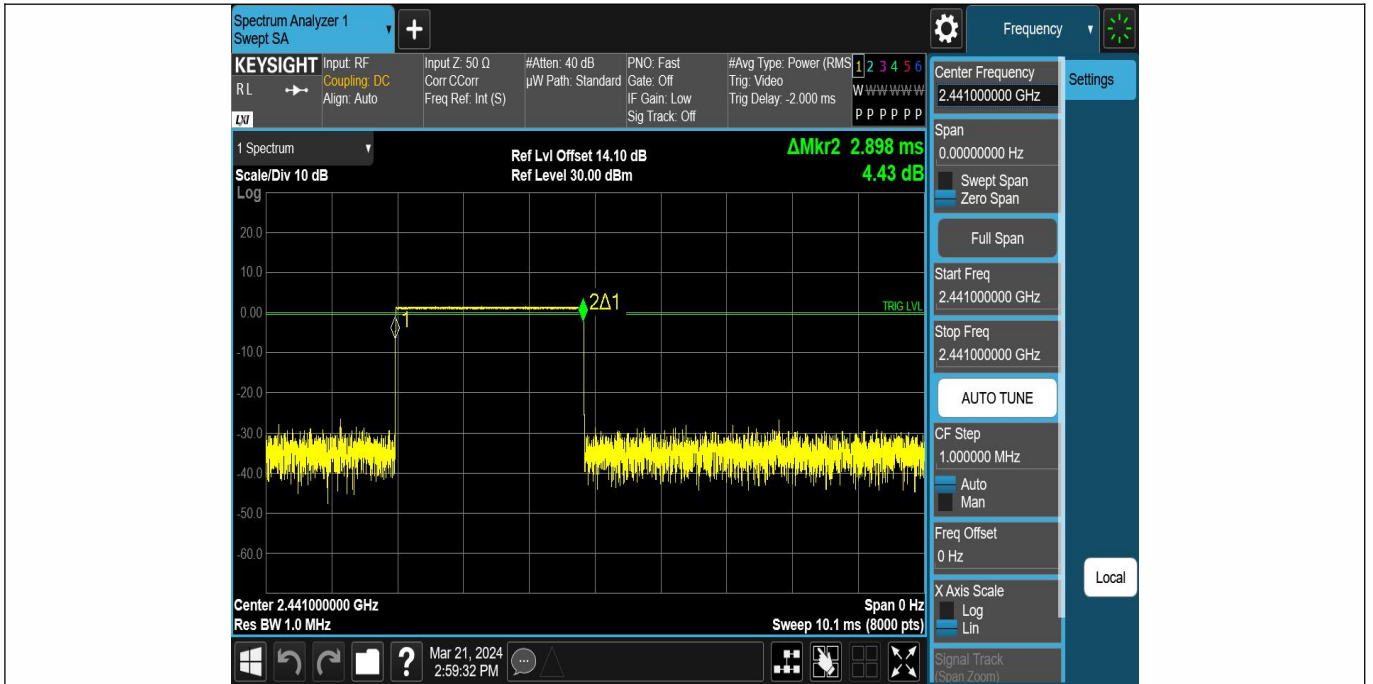 Spectrum Analyzer 1
Swept SA
+
Frequency
KEYSIGHT
RL
LXI
Input: RF
Coupling: DC
Align: Auto
Input Z: 50 Ω
Corr CCorr
Freq Ref: Int (S)
#Atten: 40 dB
µW Path: Standard
PNO: Fast
Gate: Off
IF Gain: Low
Sig Track: Off
#Avg Type: Power (RMS
Trig: Video
Trig Delay: -2.000 ms
1 2 3 4 5 6
W W W W W W
P P P P P P
1 Spectrum
Scale/Div 10 dB
Log
Ref Lvl Offset 14.10 dB
Ref Level 30.00 dBm
ΔMkr2 2.898 ms
4.43 dB
20.0
10.0
0.00
-10.0
-20.0
-30.0
-40.0
-50.0
-60.0
1
2Δ1
TRIG LVL
Center 2.441000000 GHz
Res BW 1.0 MHz
Span 0 Hz
Sweep 10.1 ms (8000 pts)
?
Mar 21, 2024
2:59:32 PM
Center Frequency
2.441000000 GHz
Settings
Span
0.00000000 Hz
Swept Span
Zero Span
Full Span
Start Freq
2.441000000 GHz
Stop Freq
2.441000000 GHz
AUTO TUNE
CF Step
1.000000 MHz
Auto
Man
Freq Offset
0 Hz
Local
X Axis Scale
Log
Lin
Signal Track
(Span Zoom)